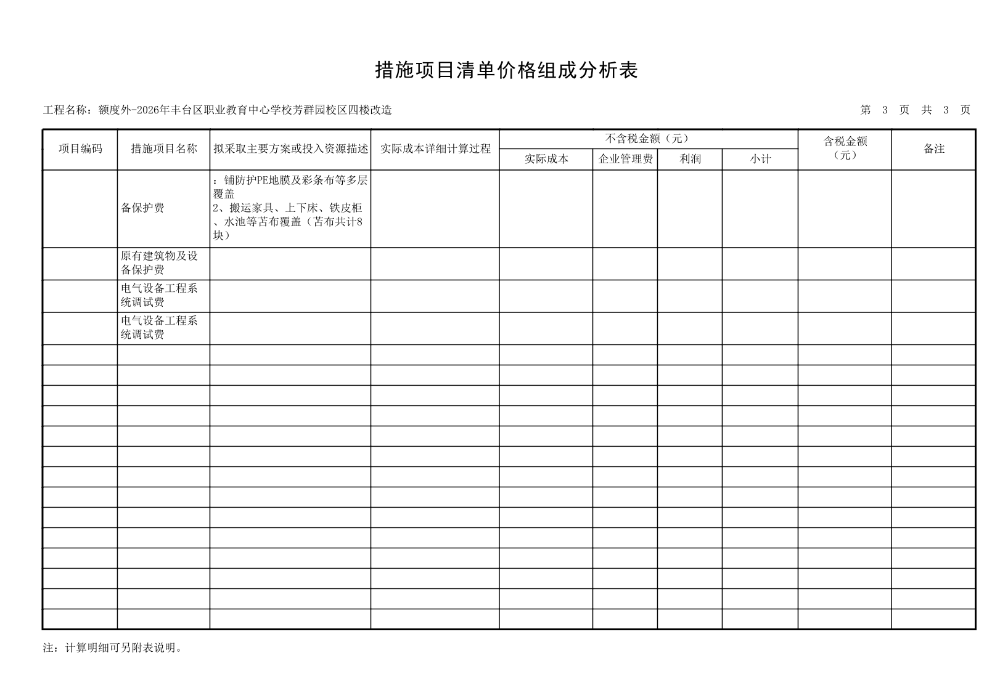 措施项目清单价格组成分析表
工程名称：额度外-2026年丰台区职业教育中心学校芳群园校区四楼改造
第 3 页 共 3 页
项目编码
措施项目名称
拟采取主要方案或投入资源描述
实际成本详细计算过程
不含税金额（元）
实际成本
企业管理费
利润
小计
含税金额
（元）
备注
备保护费
：铺防护PE地膜及彩条布等多层
覆盖
2、搬运家具、上下床、铁皮柜
、水池等苫布覆盖（苫布共计8
块）
原有建筑物及设
备保护费
电气设备工程系
统调试费
电气设备工程系
统调试费
注：计算明细可另附表说明。